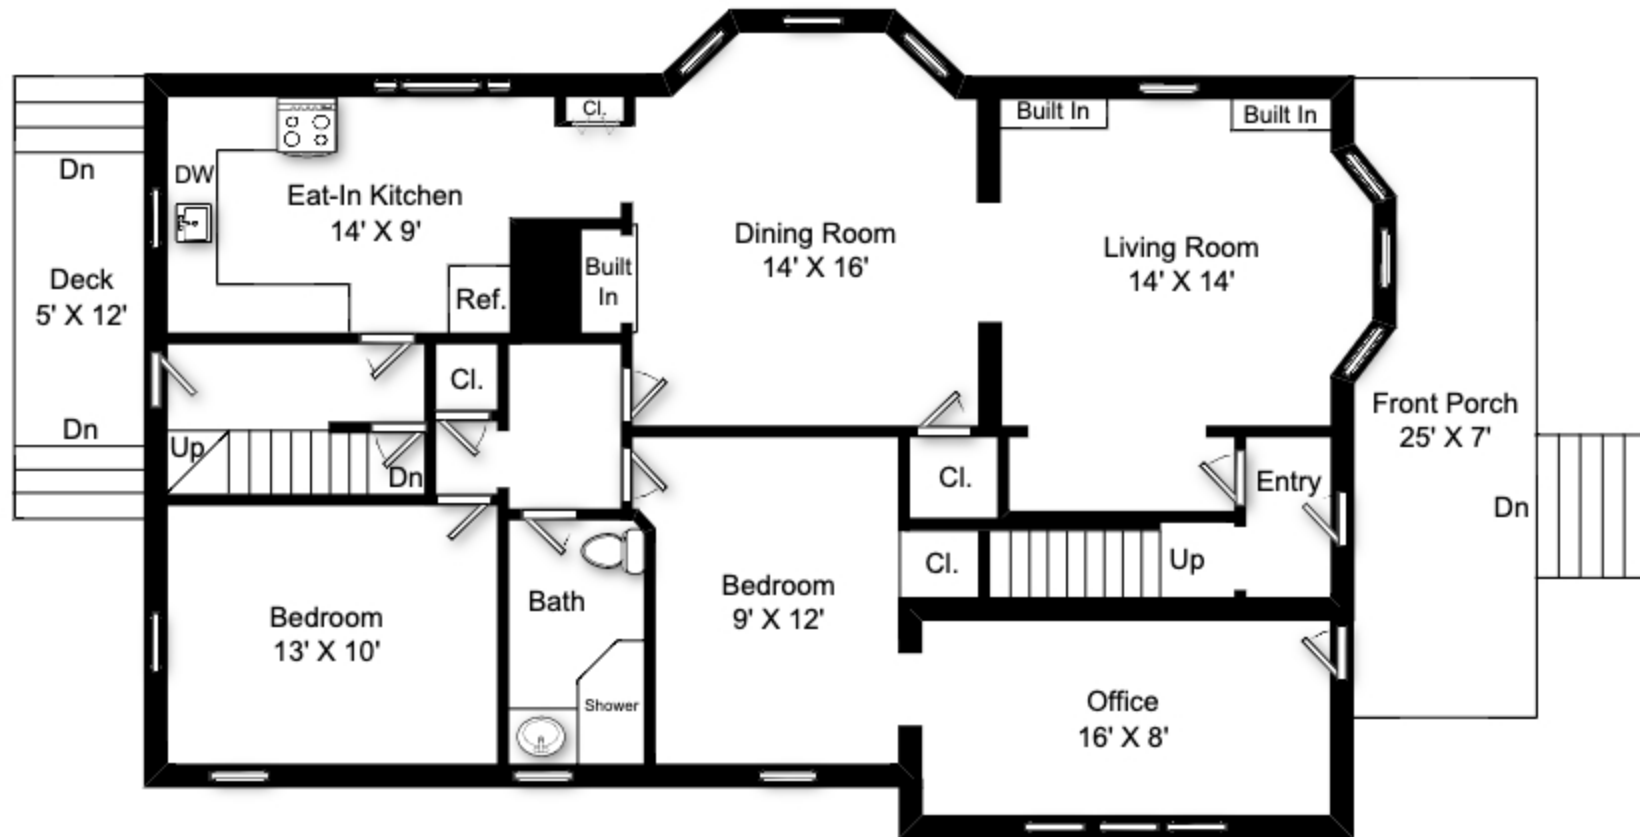 Cl.
Built In
Built In
Dn
DW
Eat-In Kitchen
14' X 9'
Dining Room
14' X 16'
Living Room
14' X 14'
Deck
5' X 12'
Built
In
Ref.
Cl.
Front Porch
25' X 7'
Dn
Up
Dn
Cl.
Entry
Dn
Cl.
Up
Bedroom
13' X 10'
Bath
Bedroom
9' X 12'
Shower
Office
16' X 8'